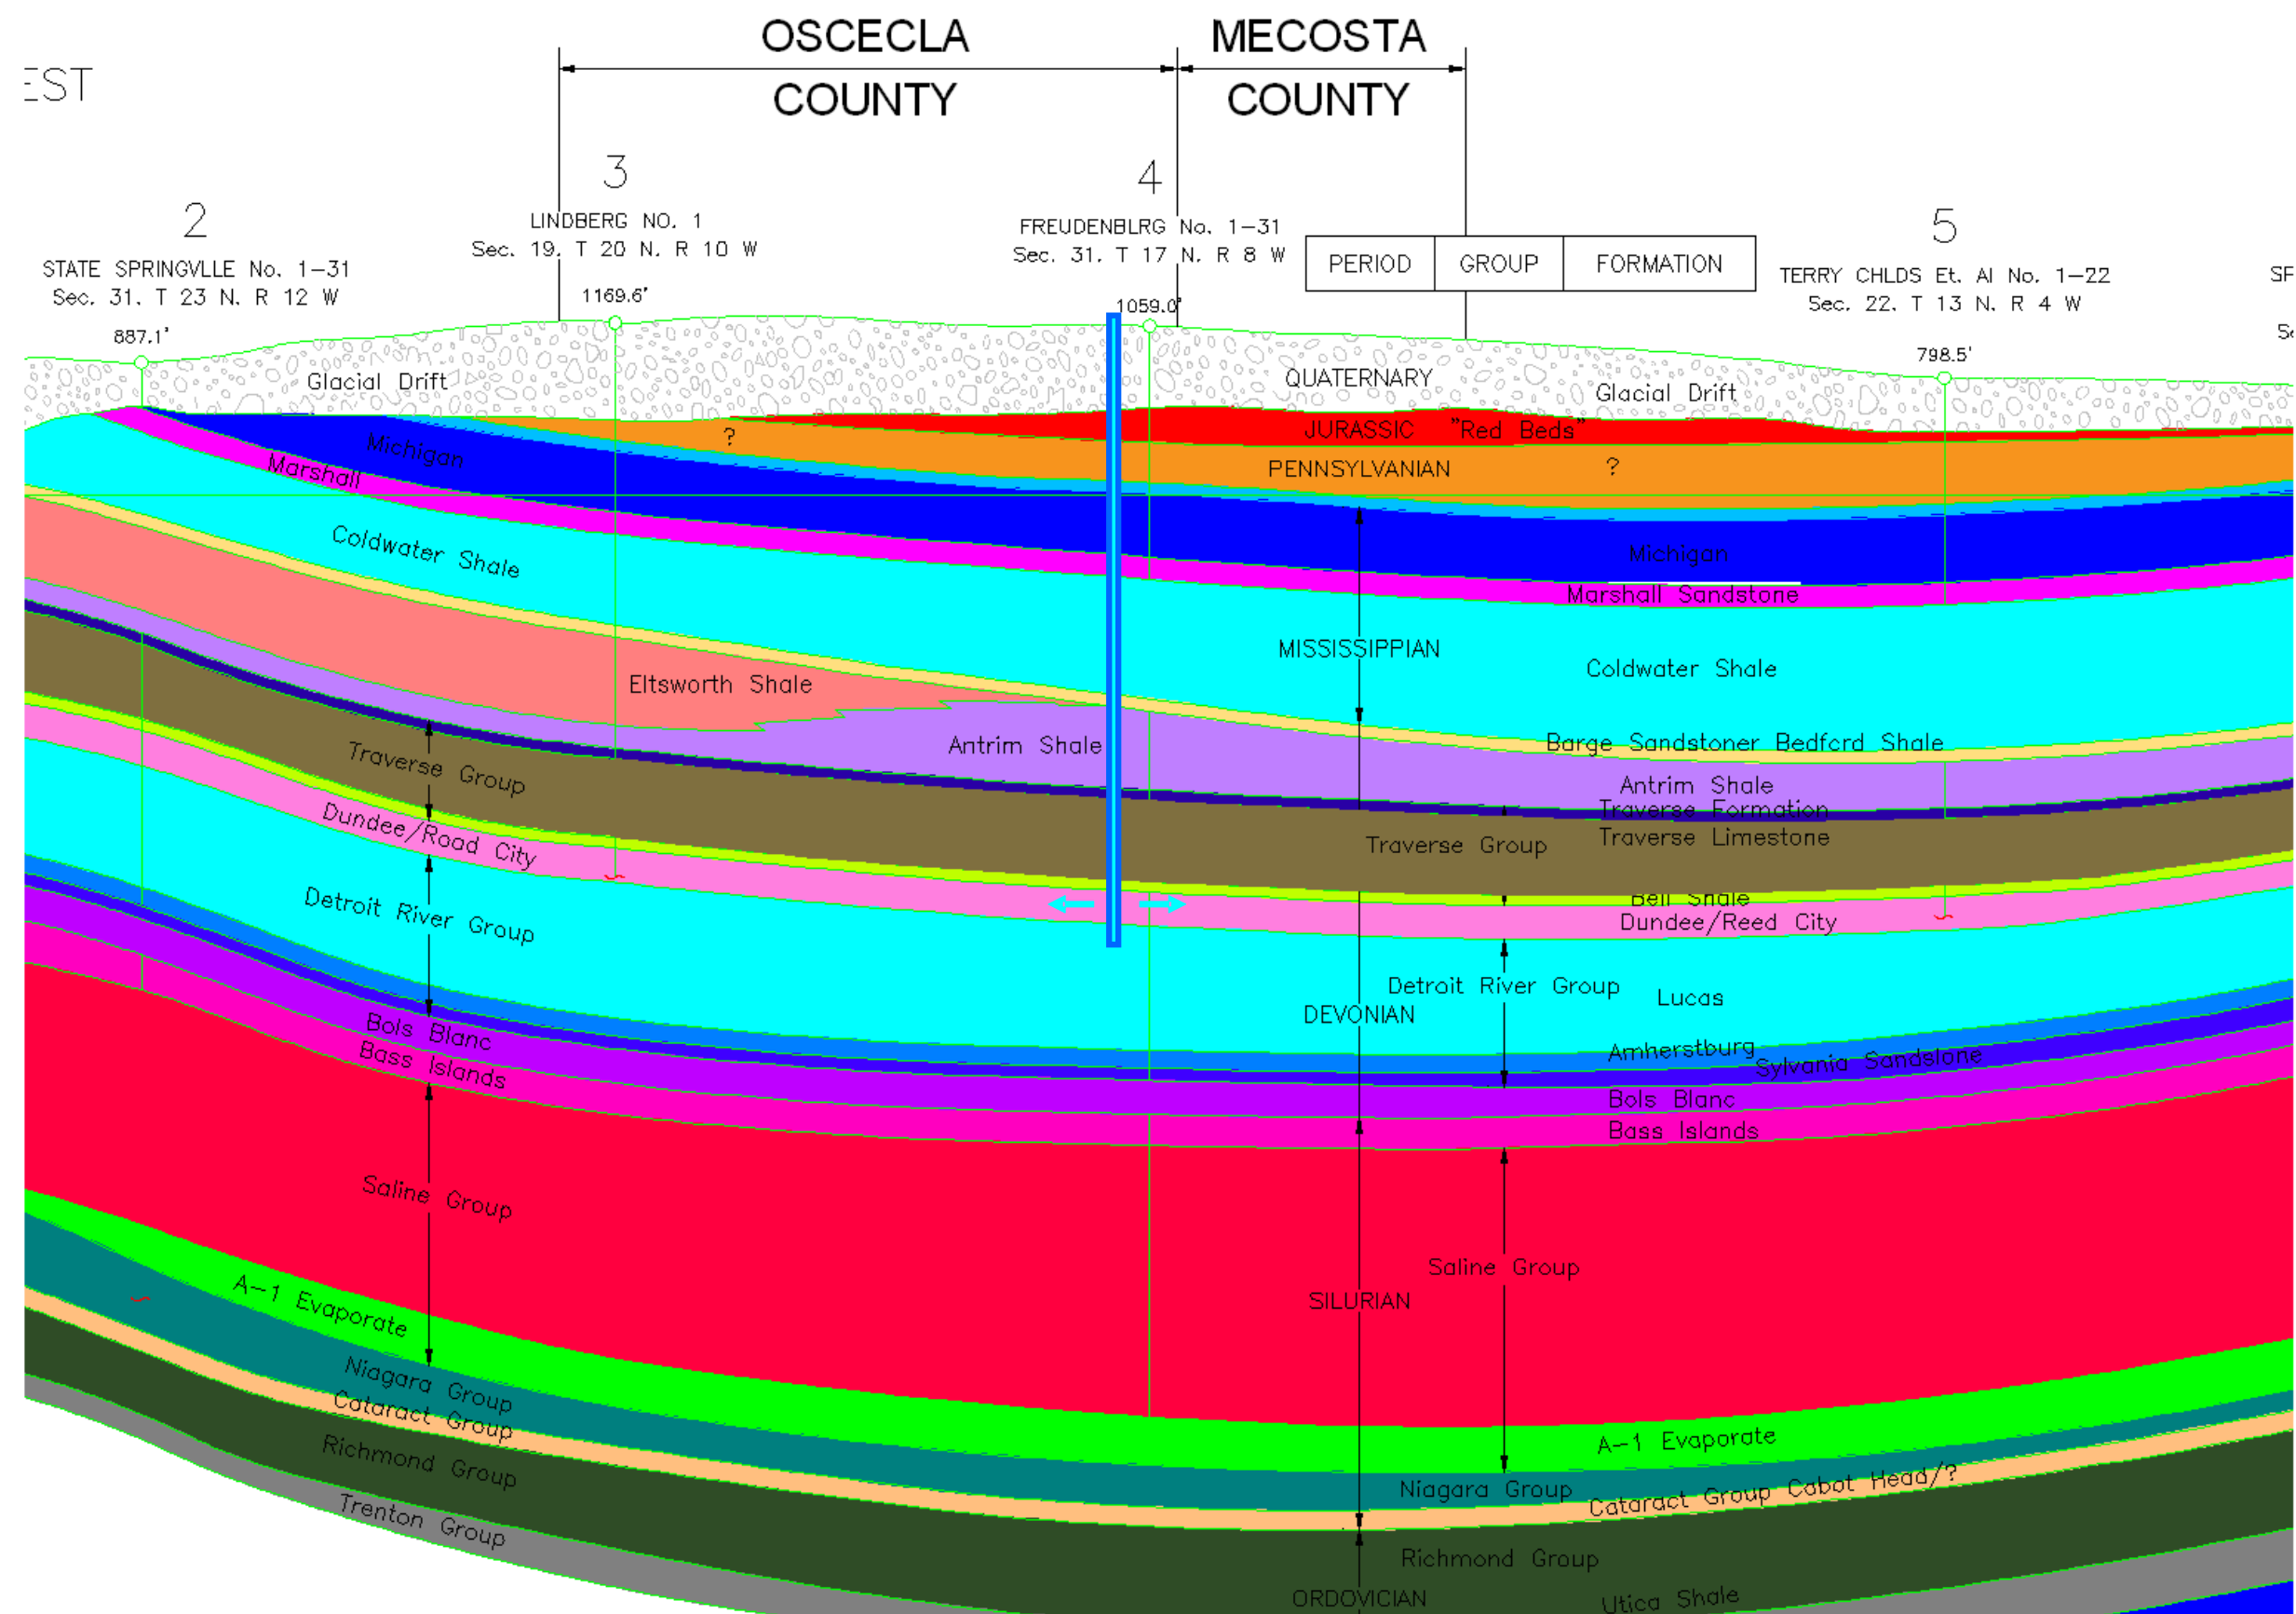 OSCECLA
COUNTY
MECOSTA
COUNTY
EST
2
STATE SPRINGVLLE No. 1-31
Sec. 31. T 23 N. R 12 W
887.1'
3
LINDBERG NO. 1
Sec. 19. T 20 N. R 10 W
1169.6'
4
FREUDENBLRG No. 1-31
Sec. 31. T 17 N. R 8 W
1059.0'
PERIOD GROUP FORMATION
5
TERRY CHLDS Et. Al No. 1-22
Sec. 22. T 13 N. R 4 W
798.5'
Glacial Drift
QUATERNARY
Glacial Drift
JURASSIC "Red Beds"
?
PENNSYLVANIAN ?
Michigan
Marshall
Michigan
Marshall Sandstone
Coldwater Shale
MISSISSIPPIAN
Coldwater Shale
Eltsworth Shale
Antrim Shale
Barge Sandstoner Bedfcrd Shale
Antrim Shale
Traverse Formation
Traverse Group
Traverse Group
Traverse Limestone
Bell Shale
Dundee/Road City
Dundee/Reed City
Detroit River Group
Detroit River Group
Lucas
DEVONIAN
Amherstburg
Sylvania Sandslone
Bols Blanc
Bols Blanc
Bass Islands
Bass Islands
Saline Group
Saline Group
SILURIAN
A-1 Evaporate
A-1 Evaporate
Niagara Group
Niagara Group
Cataract Group
Cataract Group Cabot Head/?
Richmond Group
Richmond Group
Trenton Group
ORDOVICIAN
Utica Shale